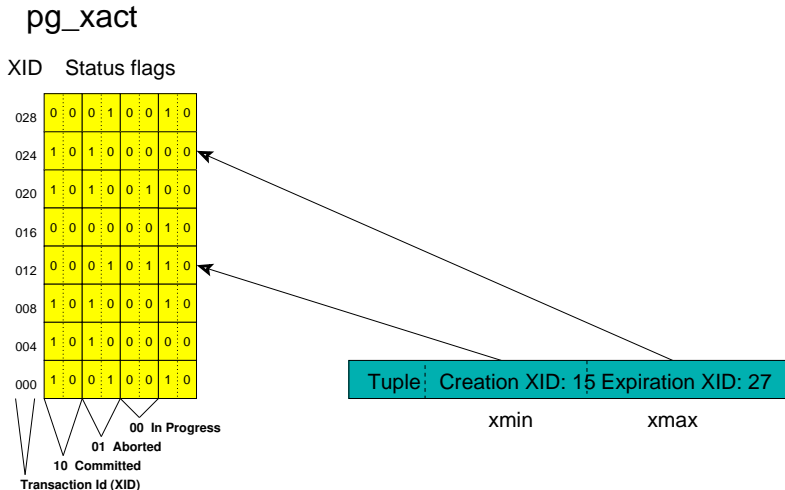 pg_xact
XID Status flags
028 0 0 0 1 0 0 1 0
024 1 0 1 0 0 0 0 0
020 1 0 1 0 0 1 0 0
016 0 0 0 0 0 0 1 0
012 0 0 0 1 0 1 1 0
008 1 0 1 0 0 0 1 0
004 1 0 1 0 0 0 0 0
000 1 0 0 1 0 0 1 0
Tuple Creation XID: 15 Expiration XID: 27
xmin xmax
00 In Progress
01 Aborted
10 Committed
Transaction Id (XID)